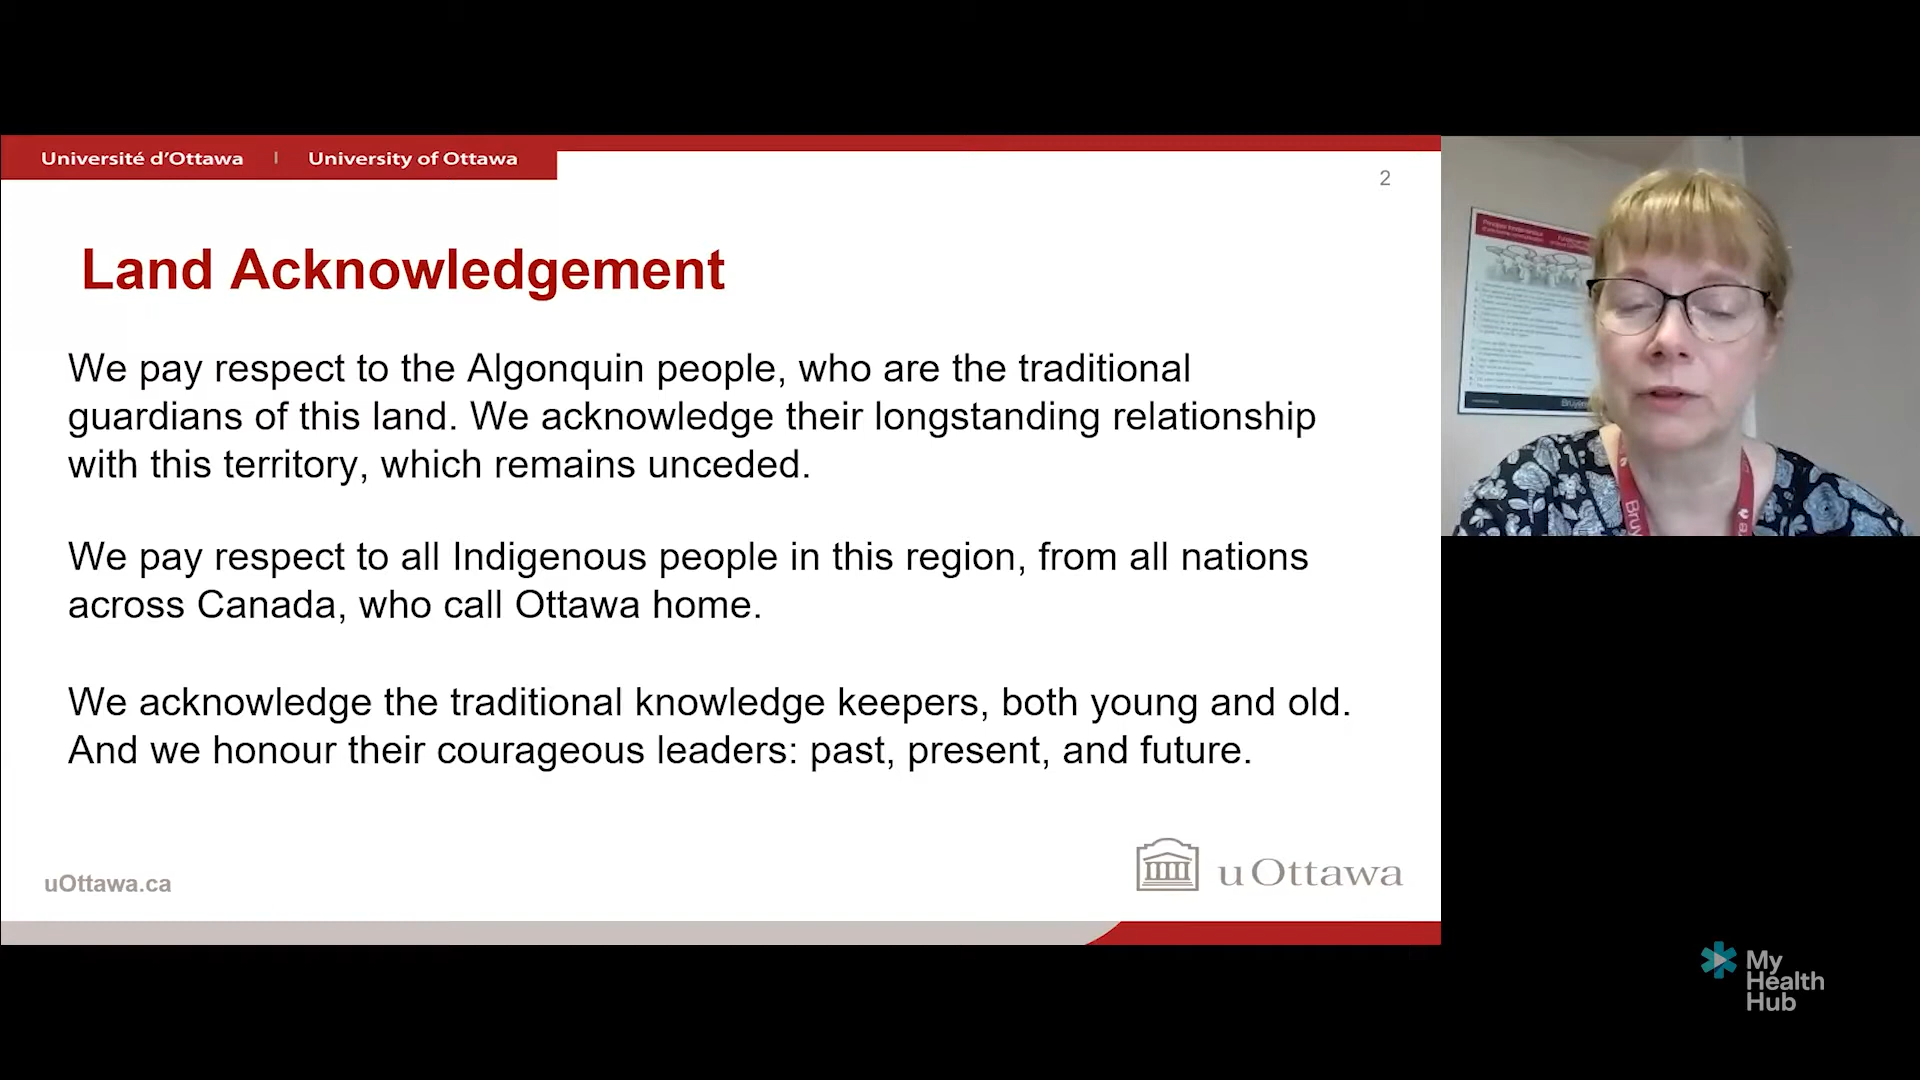 Université d'Ottawa | University of Ottawa
2
Land Acknowledgement
We pay respect to the Algonquin people, who are the traditional
guardians of this land. We acknowledge their longstanding relationship
with this territory, which remains unceded.
We pay respect to all Indigenous people in this region, from all nations
across Canada, who call Ottawa home.
We acknowledge the traditional knowledge keepers, both young and old.
And we honour their courageous leaders: past, present, and future.
uOttawa.ca
uOttawa
My
Health
Hub